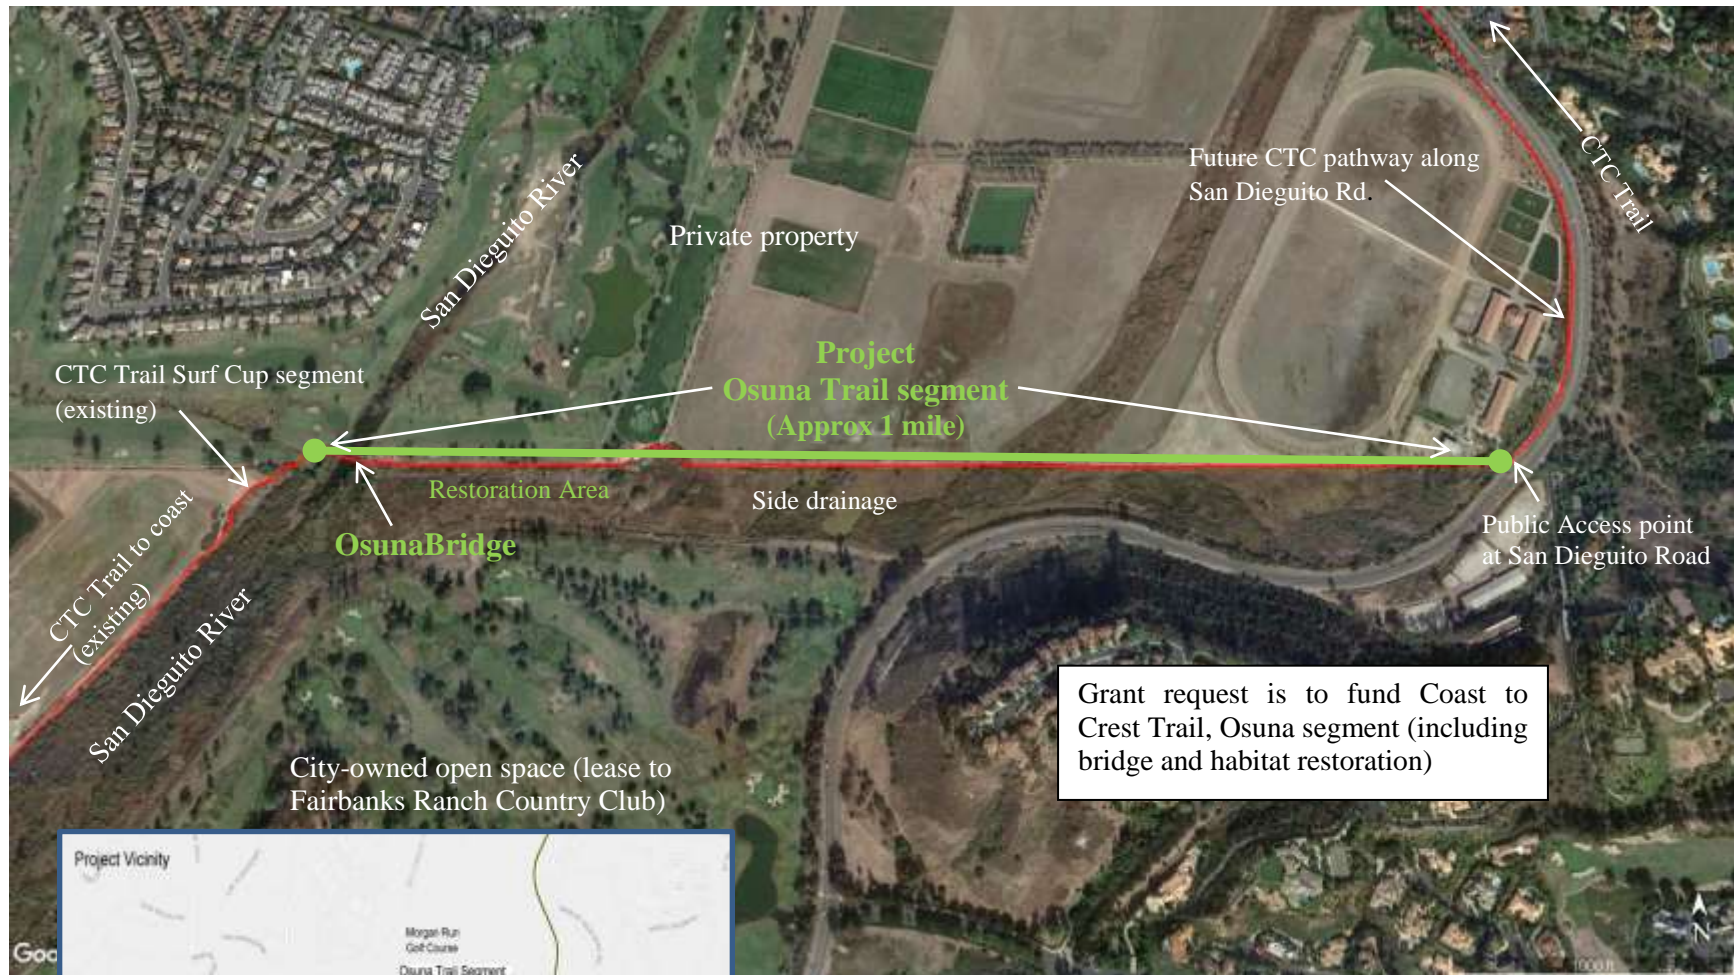 CTC Trail
Future CTC pathway along
San Dieguito Rd.
San Dieguito River
Private property
Project
Osuna Trail segment
(Approx 1 mile)
CTC Trail Surf Cup segment
(existing)
Restoration Area
Side drainage
OsunaBridge
Public Access point
at San Dieguito Road
CTC Trail to coast
(existing)
San Dieguito River
Grant request is to fund Coast to
Crest Trail, Osuna segment (including
bridge and habitat restoration)
City-owned open space (lease to
Fairbanks Ranch Country Club)
Project Vicinity
Morgan Run
Golf Course
Osuna Trail Segment
Goo
N
1000 ft